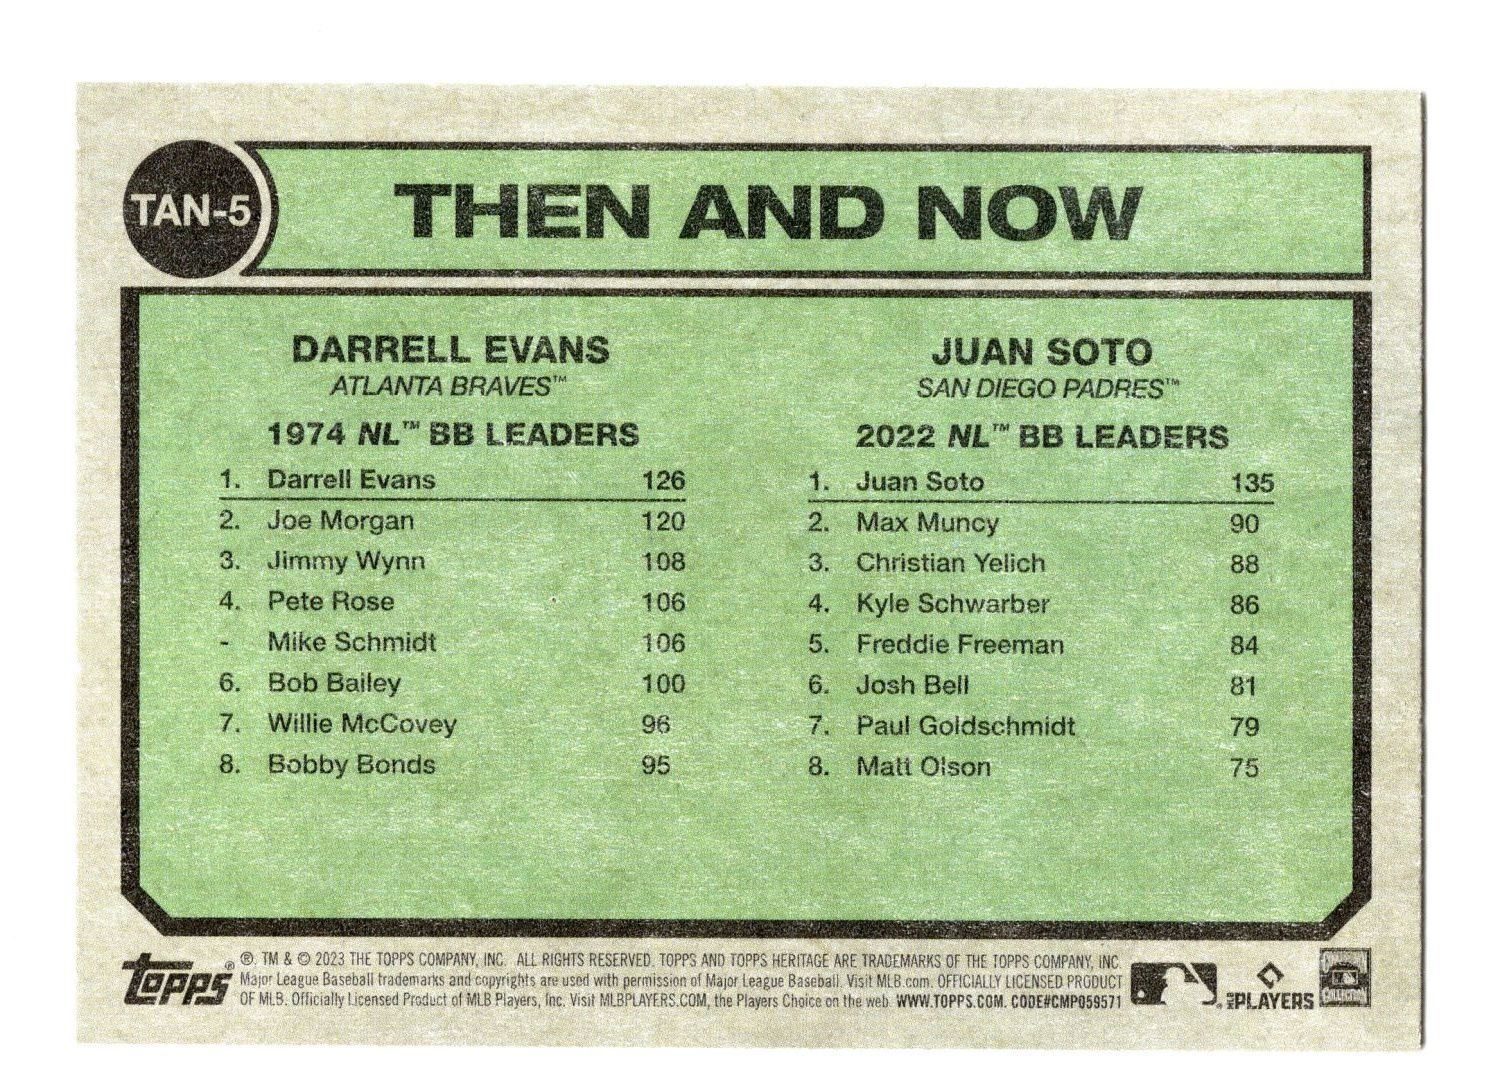 TAN-5
THEN AND NOW
DARRELL EVANS
ATLANTA BRAVES™
1974 NL™ BB LEADERS
1. Darrell Evans 126
2. Joe Morgan 120
3. Jimmy Wynn 108
4. Pete Rose 106
- Mike Schmidt 106
6. Bob Bailey 100
7. Willie McCovey 96
8. Bobby Bonds 95
JUAN SOTO
SAN DIEGO PADRES™
2022 NL™ BB LEADERS
1. Juan Soto 135
2. Max Muncy 90
3. Christian Yelich 88
4. Kyle Schwarber 86
5. Freddie Freeman 84
6. Josh Bell 81
7. Paul Goldschmidt 79
8. Matt Olson 75
topps®
®, TM & © 2023 THE TOPPS COMPANY, INC. ALL RIGHTS RESERVED. TOPPS AND TOPPS HERITAGE ARE TRADEMARKS OF THE TOPPS COMPANY, INC.
Major League Baseball trademarks and copyrights are used with permission of Major League Baseball. Visit MLB.com. OFFICIALLY LICENSED PRODUCT
OF MLB. Officially Licensed Product of MLB Players, Inc. Visit MLBPLAYERS.COM, the Players Choice on the web. WWW.TOPPS.COM. CODE#CMP059571
MLB PLAYERS